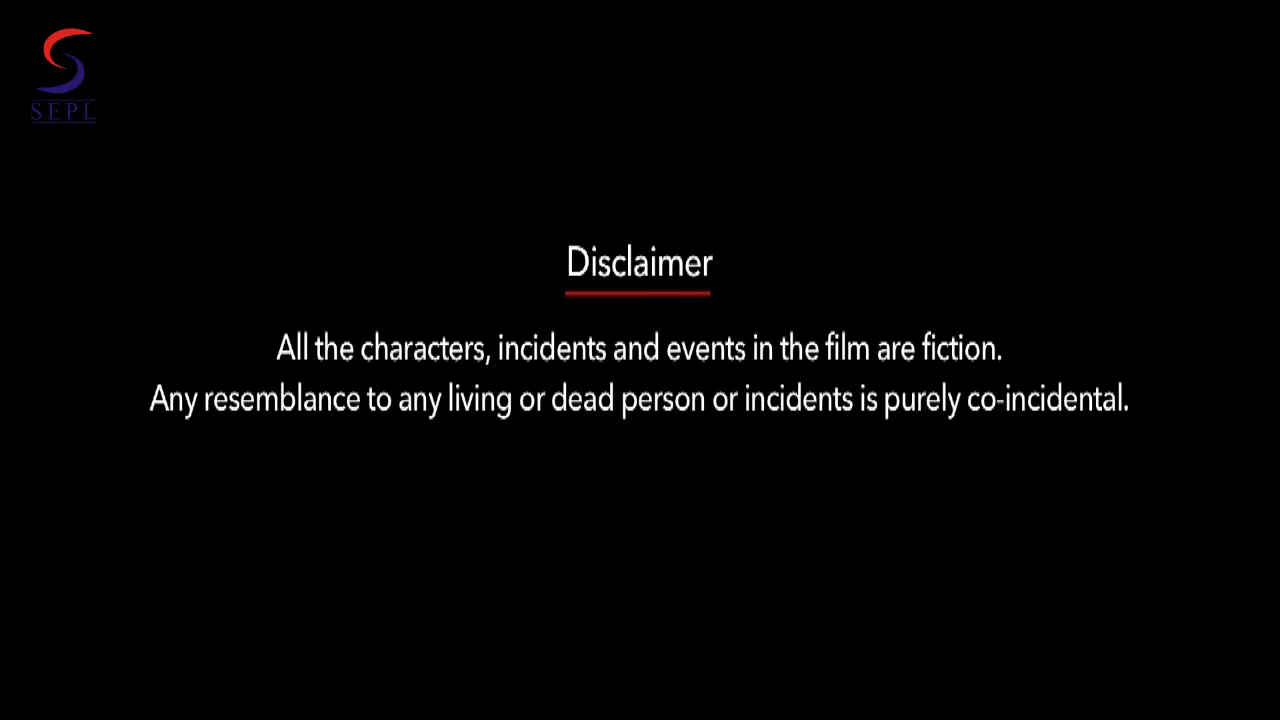 SEPL
Disclaimer
All the characters, incidents and events in the film are fiction.
Any resemblance to any living or dead person or incidents is purely co-incidental.